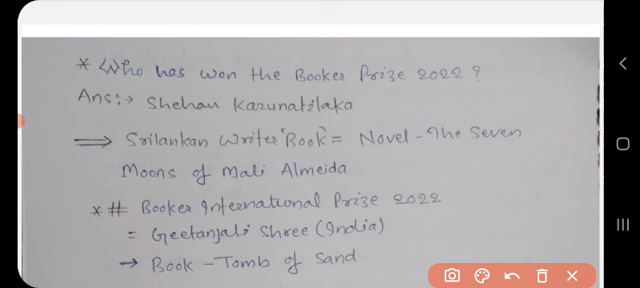 * Who has won the Booker Prize 2022?
Ans:→ Shehan Karunatilaka
⇒ Srilankan Writer "Book" = Novel - The Seven
Moons of Mali Almeida
*# Booker International Prize 2022
= Geetanjali Shree (India)
→ Book - Tomb of Sand